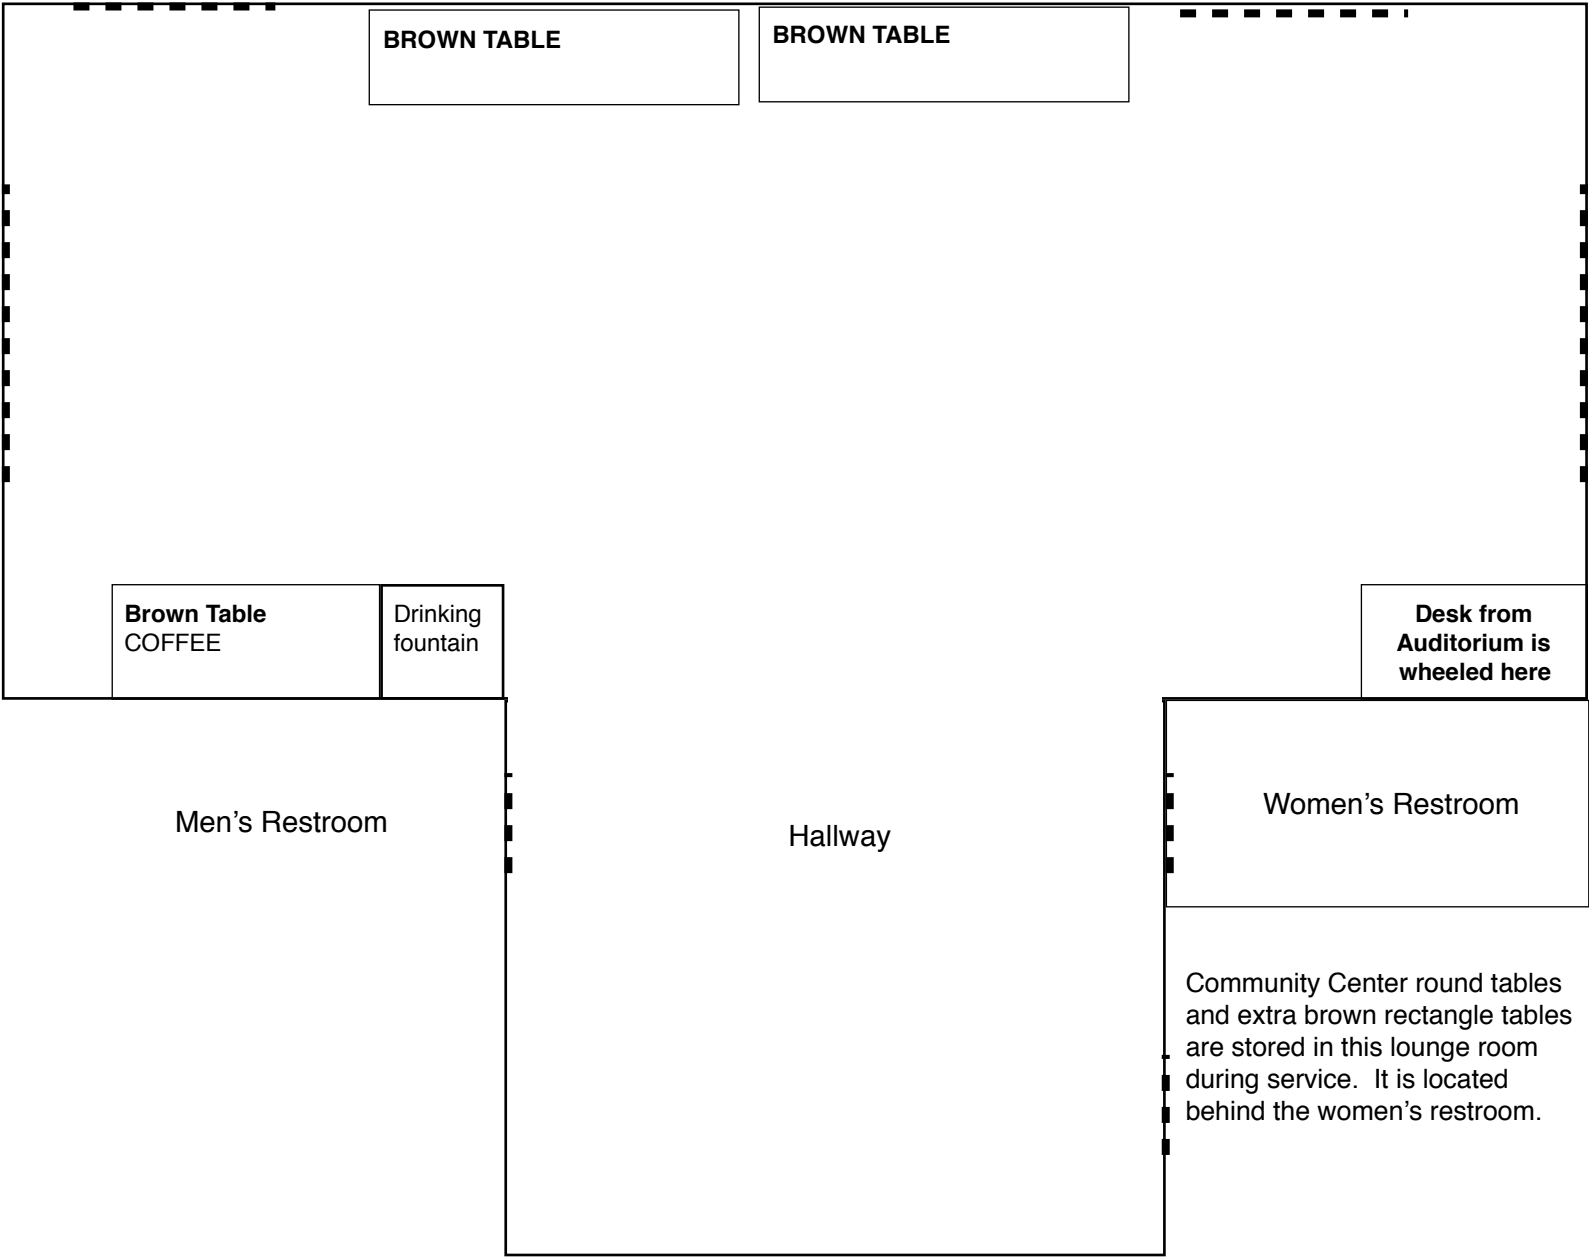 BROWN TABLE
BROWN TABLE
Brown Table
COFFEE
Drinking
fountain
Desk from
Auditorium is
wheeled here
Men’s Restroom
Hallway
Women’s Restroom
Community Center round tables
and extra brown rectangle tables
are stored in this lounge room
during service.  It is located
behind the women’s restroom.